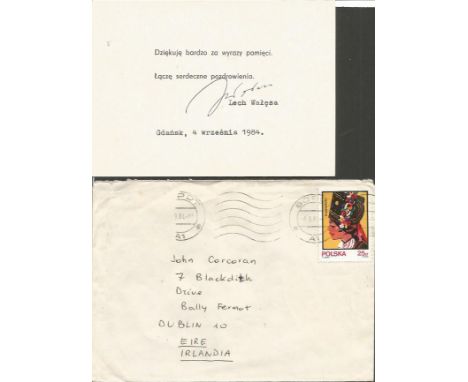 Dziękuję bardzo za wyrazy pamięci.
Łączę serdeczne pozdrowienia.
Lech Wałęsa
Gdańsk, 4 września 1984.
POLSKA 25zł
John Corcoran
7 Blackditch
Drive
Bally Fermot
DUBLIN 10
EIRE
IRLANDIA